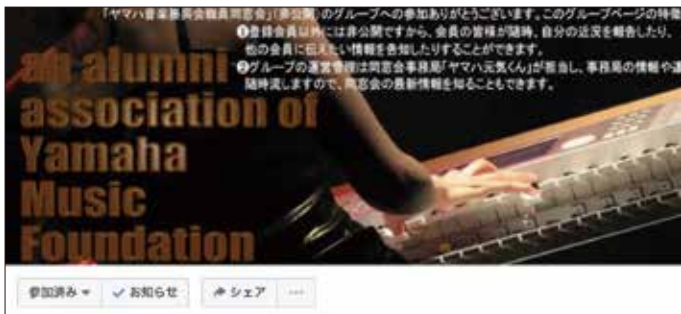 「ヤマハ音楽振興会職員同窓会」(非公開)のグループへの参加ありがとうございます。このグループページの特徴
❶登録会員以外には非公開ですから、会員の皆様が随時、自分の近況を報告したり、
他の会員に伝えたい情報を告知したりすることができます。
❷グループの運営管理は同窓会事務局「ヤマハ元気くん」が担当し、事務局の情報や連
随時流しますので、同窓会の最新情報を知ることもできます。
an alumni
association of
Yamaha
Music
Foundation
参加済み
お知らせ
シェア